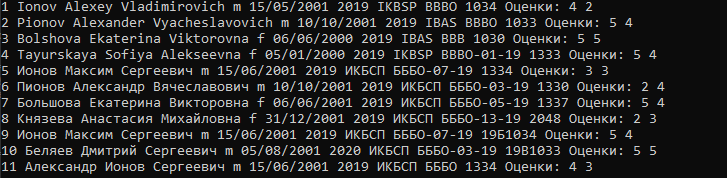 1 Ionov Alexey Vladimirovich m 15/05/2001 2019 IKBSP BBBO 1034 Оценки: 4 2
2 Pionov Alexander Vyacheslavovich m 10/10/2001 2019 IBAS BBBO 1033 Оценки: 5 4
3 Bolshova Ekaterina Viktorovna f 06/06/2000 2019 IBAS BBB 1030 Оценки: 5 5
4 Tayurskaya Sofiya Alekseevna f 05/01/2000 2019 IKBSP BBBO-01-19 1333 Оценки: 5 4
5 Ионов Максим Сергеевич m 15/06/2001 2019 ИКБСП БББО-07-19 1334 Оценки: 3 3
6 Пионов Александр Вячеславович m 10/10/2001 2019 ИКБСП БББО-03-19 1330 Оценки: 2 4
7 Большова Екатерина Викторовна f 06/06/2001 2019 ИКБСП БББО-05-19 1337 Оценки: 5 4
8 Князева Анастасия Михайловна f 31/12/2001 2019 ИКБСП БББО-13-19 2048 Оценки: 2 3
9 Ионов Максим Сергеевич m 15/06/2001 2019 ИКБСП БББО-07-19 19Б1034 Оценки: 5 4
10 Беляев Дмитрий Сергеевич m 05/08/2001 2020 ИКБСП БББО-03-19 19В1033 Оценки: 5 5
11 Александр Ионов Сергеевич m 15/06/2001 2019 ИКБСП БББО 1334 Оценки: 4 3